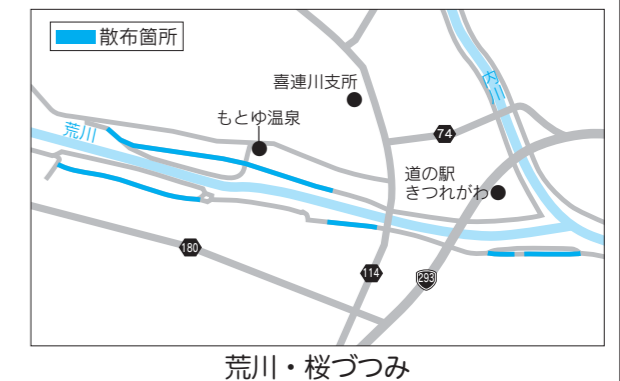 散布箇所
喜連川支所
内川
もとゆ温泉
荒川
74
道の駅
きつれがわ
180
114
293
荒川・桜づつみ